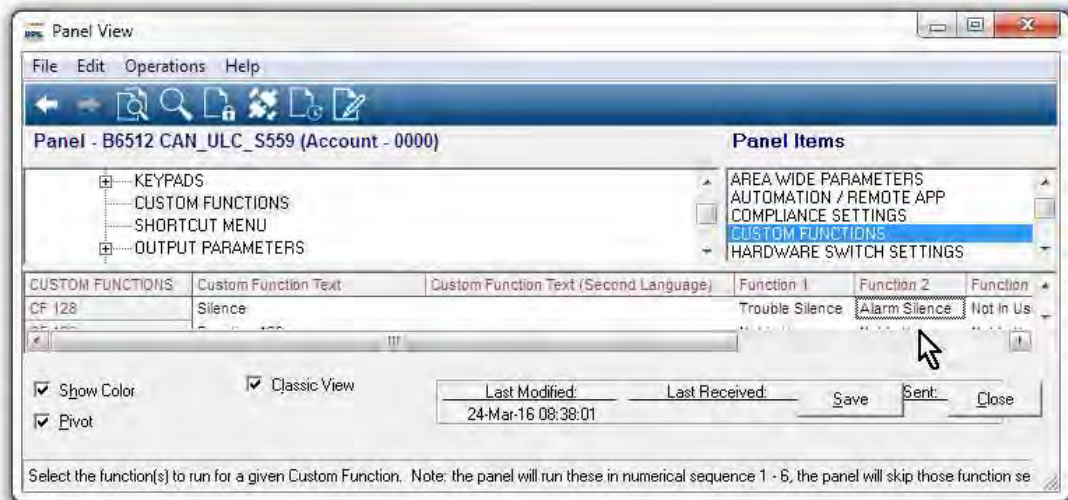 Panel View
File Edit Operations Help
Panel - B6512 CAN_ULC_S559 (Account - 0000)
Panel Items
KEYPADS
CUSTOM FUNCTIONS
SHORTCUT MENU
OUTPUT PARAMETERS
AREA WIDE PARAMETERS
AUTOMATION / REMOTE APP
COMPLIANCE SETTINGS
CUSTOM FUNCTIONS
HARDWARE SWITCH SETTINGS
CUSTOM FUNCTIONS Custom Function Text Custom Function Text (Second Language) Function 1 Function 2 Function
CF 128 Silence Trouble Silence Alarm Silence Not In Us
Show Color
Classic View
Pivot
Last Modified: Last Received: Sent:
24-Mar-16 08:38:01
Save
Close
Select the function(s) to run for a given Custom Function. Note: the panel will run these in numerical sequence 1 - 6, the panel will skip those function se